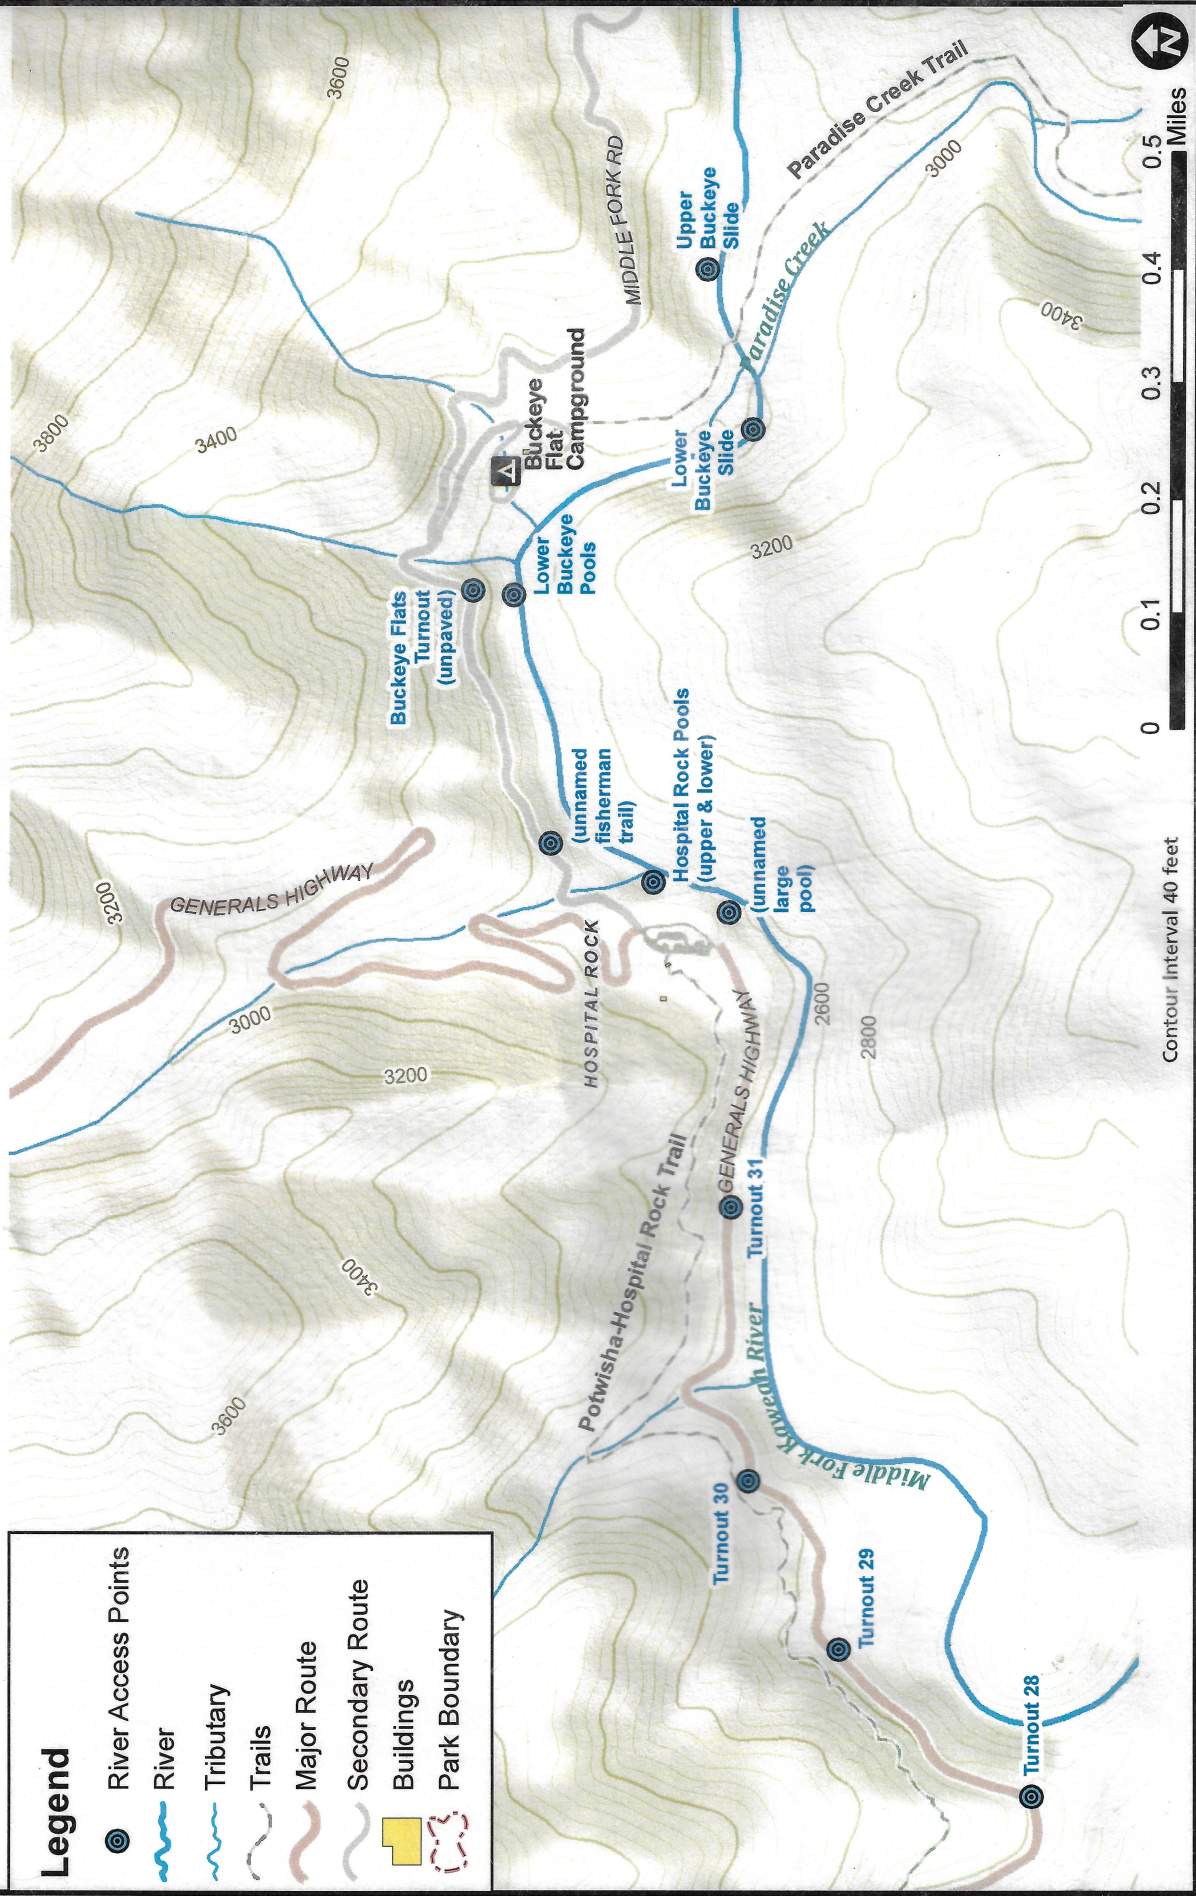 Legend
River Access Points
River
Tributary
Trails
Major Route
Secondary Route
Buildings
Park Boundary
3600
3400
3600
3000
3200
3200
GENERALS HIGHWAY
3800
3400
3600
Potwisha-Hospital Rock Trail
HOSPITAL ROCK
Buckeye Flats
Turnout
(unpaved)
Buckeye
Flat
Campground
MIDDLE FORK RD
Lower
Buckeye
Pools
(unnamed
fisherman
trail)
Hospital Rock Pools
(upper & lower)
(unnamed
large
pool)
Lower
Buckeye
Slide
Upper
Buckeye
Slide
Paradise Creek Trail
Paradise Creek
3000
3400
3200
GENERALS HIGHWAY
2600
2800
Turnout 31
Middle Fork Kaweah River
Turnout 30
Turnout 29
Turnout 28
Contour Interval 40 feet
0
0.1
0.2
0.3
0.4
0.5
Miles
N